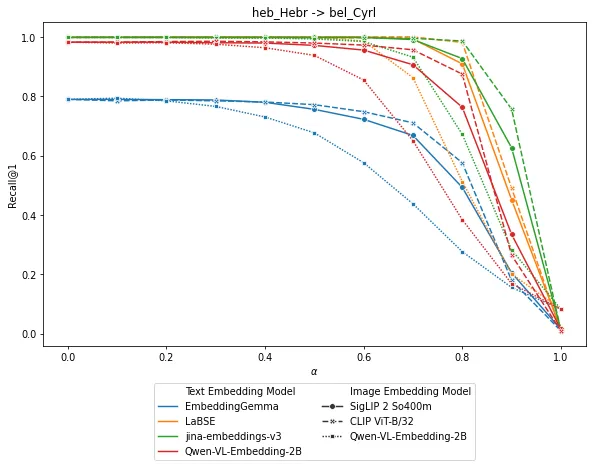 heb_Hebr -> bel_Cyrl
Recall@1
1.0
0.8
0.6
0.4
0.2
0.0
0.0 0.2 0.4 0.6 0.8 1.0
α
Text Embedding Model
EmbeddingGemma
LaBSE
jina-embeddings-v3
Qwen-VL-Embedding-2B
Image Embedding Model
SigLIP 2 So400m
CLIP ViT-B/32
Qwen-VL-Embedding-2B